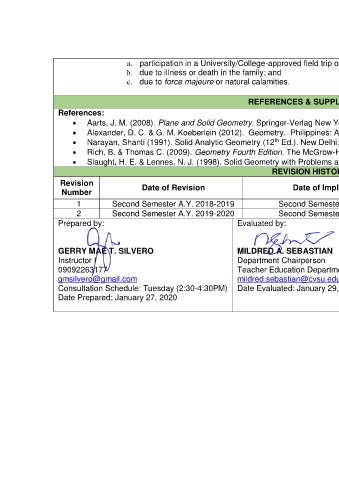 a. participation in a University/College-approved field trip o
b. due to illness or death in the family; and
c. due to force majeure or natural calamities.
REFERENCES & SUPPL
References:
• Aarts, J. M. (2008). Plane and Solid Geometry. Springer-Verlag New Y
• Alexander, D. C. & G. M. Koeberlein (2012). Geometry. Philippines: A
• Narayan, Shanti (1991). Solid Analytic Geometry (12th Ed.). New Delhi:
• Rich, B. & Thomas C. (2009). Geometry Fourth Edition. The McGrow-H
• Slaught, H. E. & Lennes, N. J. (1998). Solid Geometry with Problems a
REVISION HISTOR
Revision Number Date of Revision Date of Impl
1 Second Semester A.Y. 2018-2019 Second Semeste
2 Second Semester A.Y. 2019-2020 Second Semeste
Prepared by: Evaluated by:
GERRY MAE T. SILVERO MILDRED A. SEBASTIAN
Instructor I Department Chairperson
09092263177 Teacher Education Departme
gmsilvero@gmail.com mildred.sebastian@cvsu.edu
Consultation Schedule: Tuesday (2:30-4:30PM) Date Evaluated: January 29,
Date Prepared: January 27, 2020